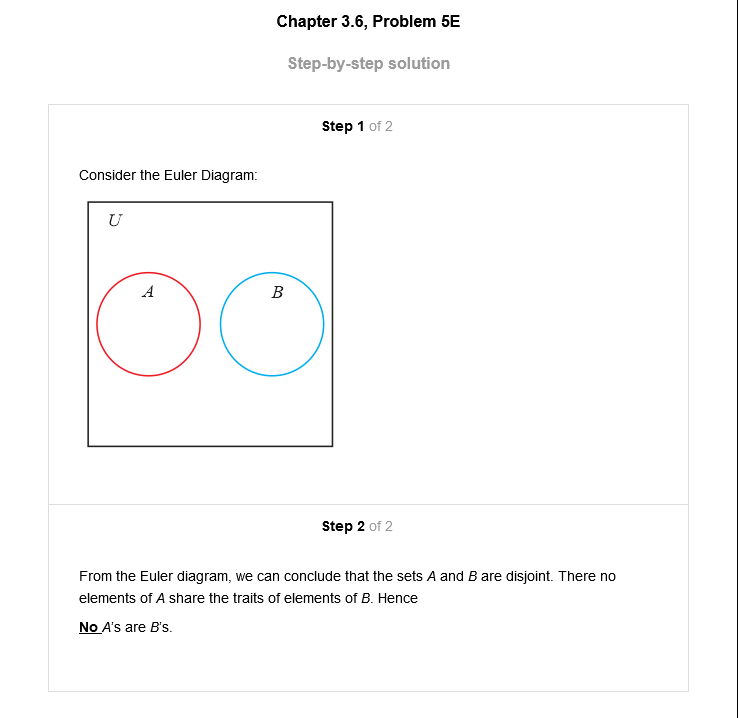 Chapter 3.6, Problem 5E
Step-by-step solution
Step 1 of 2
Consider the Euler Diagram:
U
A
B
Step 2 of 2
From the Euler diagram, we can conclude that the sets A and B are disjoint. There no
elements of A share the traits of elements of B. Hence
No A's are B's.